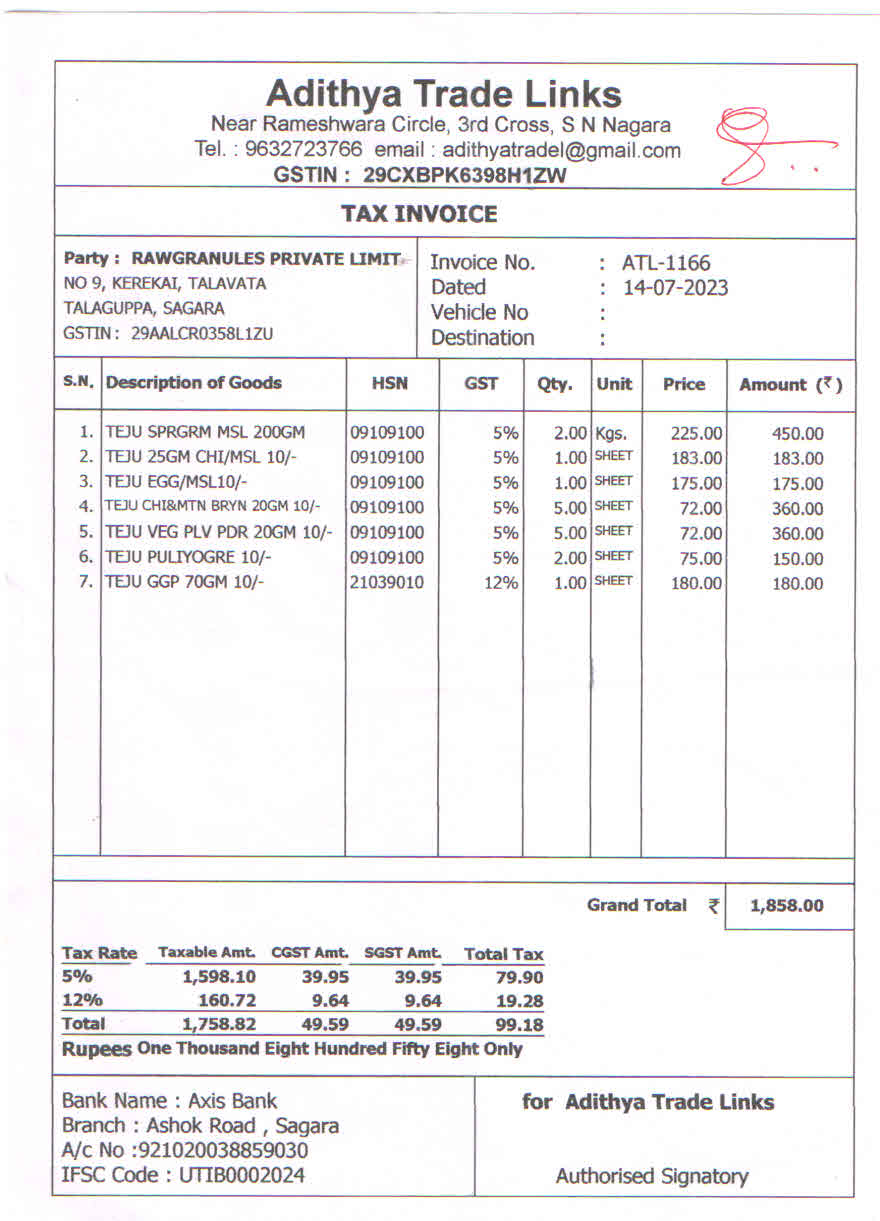 Adithya Trade Links
Near Rameshwara Circle, 3rd Cross, S N Nagara
Tel. : 9632723766 email : adithyatradel@gmail.com
GSTIN : 29CXBPK6398H1ZW
TAX INVOICE
Party : RAWGRANULES PRIVATE LIMIT
NO 9, KEREKAI, TALAVATA
TALAGUPPA, SAGARA
GSTIN : 29AALCR0358L1ZU
Invoice No. : ATL-1166
Dated : 14-07-2023
Vehicle No :
Destination :
S.N. Description of Goods HSN GST Qty. Unit Price Amount (₹)
1. TEJU SPRGRM MSL 200GM 09109100 5% 2.00 Kgs. 225.00 450.00
2. TEJU 25GM CHI/MSL 10/- 09109100 5% 1.00 SHEET 183.00 183.00
3. TEJU EGG/MSL10/- 09109100 5% 1.00 SHEET 175.00 175.00
4. TEJU CHI&MTN BRYN 20GM 10/- 09109100 5% 5.00 SHEET 72.00 360.00
5. TEJU VEG PLV PDR 20GM 10/- 09109100 5% 5.00 SHEET 72.00 360.00
6. TEJU PULIYOGRE 10/- 09109100 5% 2.00 SHEET 75.00 150.00
7. TEJU GGP 70GM 10/- 21039010 12% 1.00 SHEET 180.00 180.00
Grand Total ₹ 1,858.00
Tax Rate Taxable Amt. CGST Amt. SGST Amt. Total Tax
5% 1,598.10 39.95 39.95 79.90
12% 160.72 9.64 9.64 19.28
Total 1,758.82 49.59 49.59 99.18
Rupees One Thousand Eight Hundred Fifty Eight Only
Bank Name : Axis Bank
Branch : Ashok Road , Sagara
A/c No :921020038859030
IFSC Code : UTIB0002024
for Adithya Trade Links
Authorised Signatory